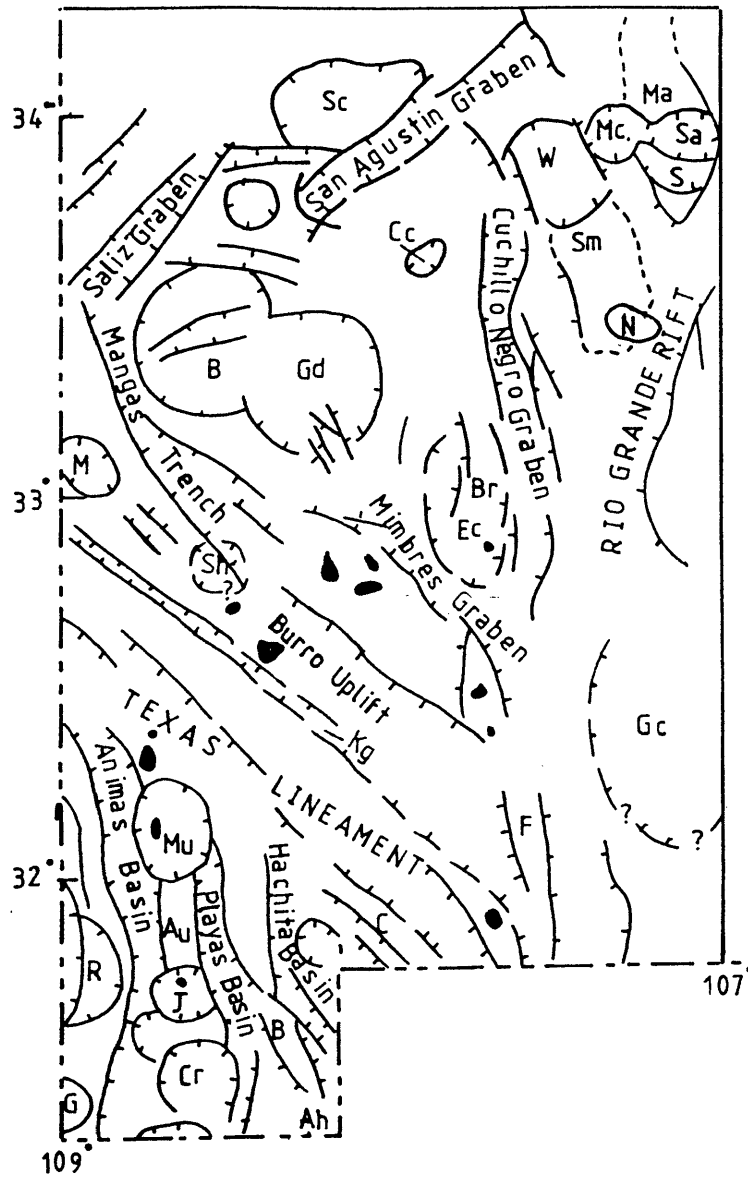 34°
Sc
San Agustin Graben
Ma
Mc.
Sa
W
S
Saliz Graben
Cc
Sm
Cuchillo Negro Graben
N
B
Gd
Mangas Trench
RIO GRANDE RIFT
M
33°
Br
Ec
Mimbres Graben
Sh
?
Burro Uplift
Kg
TEXAS LINEAMENT
Gc
?
?
F
Animas Basin
Mu
32°
Hachita Basin
Playas Basin
C
Au
R
J
107°
B
Cr
G
Ah
109°